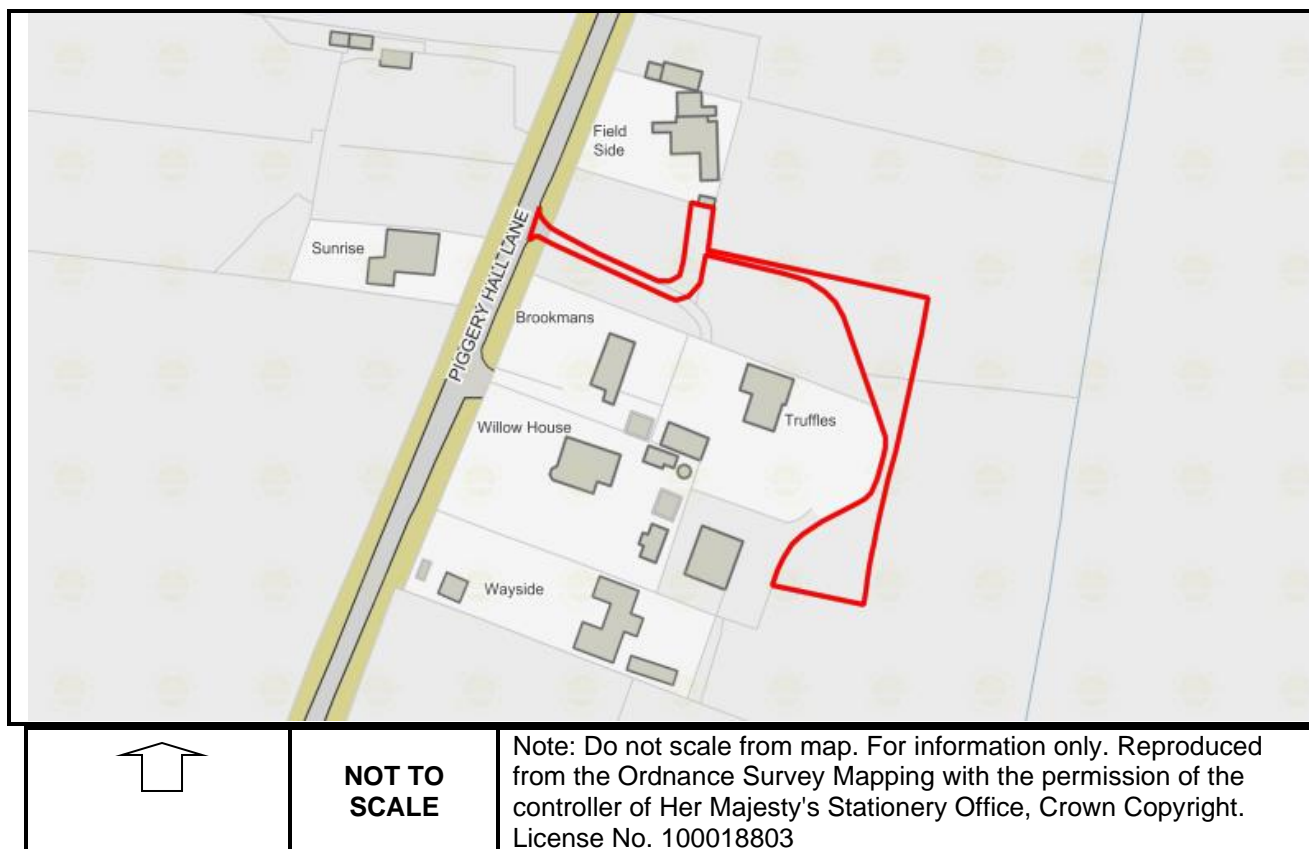 Field
Side
Sunrise
PIGGERY HALL LANE
Brookmans
Willow House
Truffles
Wayside
NOT TO
SCALE
Note: Do not scale from map. For information only. Reproduced
from the Ordnance Survey Mapping with the permission of the
controller of Her Majesty's Stationery Office, Crown Copyright.
License No. 100018803